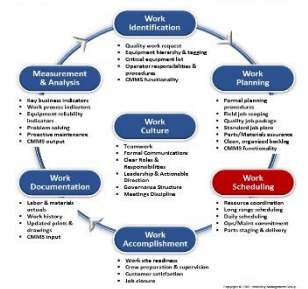 Work
Identification
• Quality work request
• Equipment hierarchy & tagging
• Critical equipment list
• Operator responsibilities &
procedures
• CMMS functionality
Measurement
& Analysis
• Key business indicators
• Work process indicators
• Equipment reliability
indicators
• Problem solving
• Proactive maintenance
• CMMS output
Work
Planning
• Formal planning
procedures
• Field job scoping
• Quality job package
• Standard job plans
• Parts/Materials assurance
• Clean, organized backlog
• CMMS functionality
Work
Culture
• Teamwork
• Formal Communications
• Clear Roles &
Responsibilities
• Leadership & Actionable
Direction
• Governance Structure
• Meetings Discipline
Work
Documentation
• Labor & materials
actuals
• Work history
• Updated prints &
drawings
• CMMS input
Work
Scheduling
• Resource coordination
• Long range scheduling
• Daily scheduling
• Ops/Maint commitment
• Parts staging & delivery
Work
Accomplishment
• Work site readiness
• Crew preparation & supervision
• Customer satisfaction
• Job closure
Copyright ©
Management Group